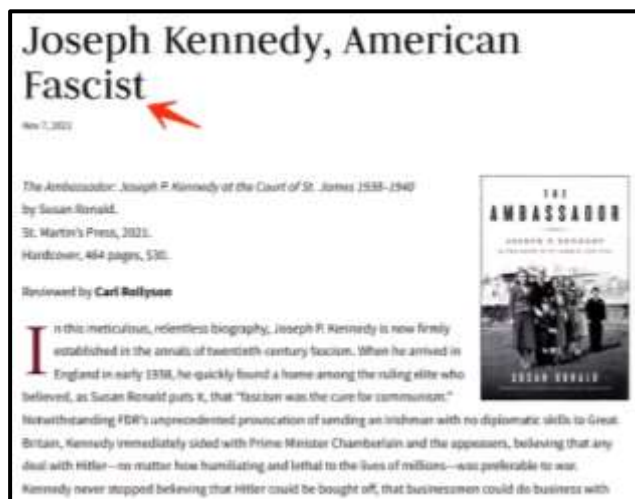 Joseph Kennedy, American
Fascist
Nov 7, 2021
The Ambassador: Joseph P. Kennedy at the Court of St. James 1938–1940
by Susan Ronald.
St. Martin's Press, 2021.
Hardcover, 464 pages, $30.
Reviewed by Carl Rollyson
In this meticulous, relentless biography, Joseph P. Kennedy is now firmly
established in the annals of twentieth-century fascism. When he arrived in
England in early 1938, he quickly found a home among the ruling elite who
believed, as Susan Ronald puts it, that "fascism was the cure for communism."
Notwithstanding FDR's unprecedented provocation of sending an Irishman with no diplomatic skills to Great
Britain, Kennedy immediately sided with Prime Minister Chamberlain and the appeasers, believing that any
deal with Hitler—no matter how humiliating and lethal to the lives of millions—was preferable to war.
Kennedy never stopped believing that Hitler could be bought off, that businessmen could do business with
THE
AMBASSADOR
JOSEPH P. KENNEDY
SUSAN RONALD